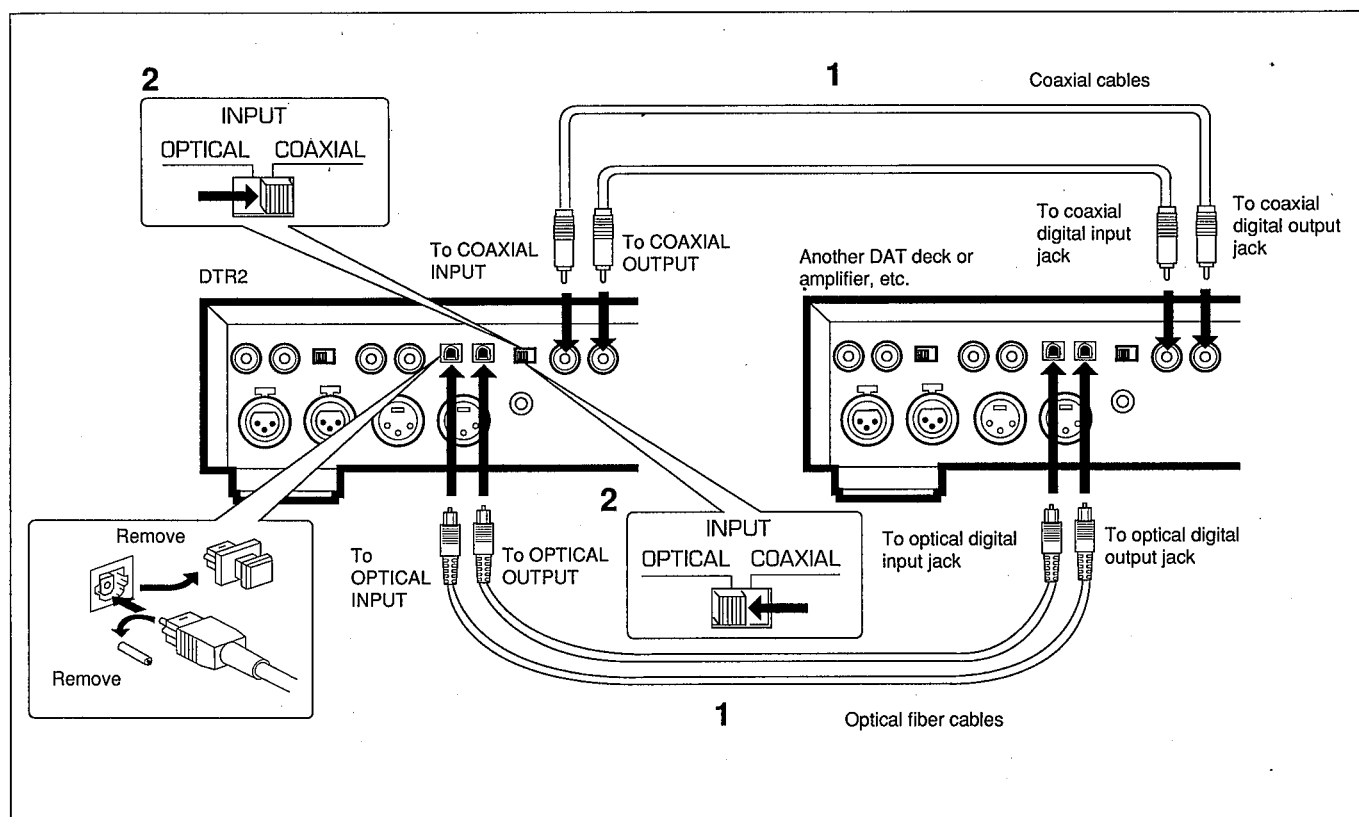 2
INPUT
OPTICAL COAXIAL
1
Coaxial cables
To COAXIAL
INPUT
To COAXIAL
OUTPUT
To coaxial
digital input
jack
To coaxial
digital output
jack
DTR2
Another DAT deck or
amplifier, etc.
Remove
Remove
To
OPTICAL
INPUT
To OPTICAL
OUTPUT
2
INPUT
OPTICAL COAXIAL
To optical digital
input jack
To optical digital
output jack
1
Optical fiber cables